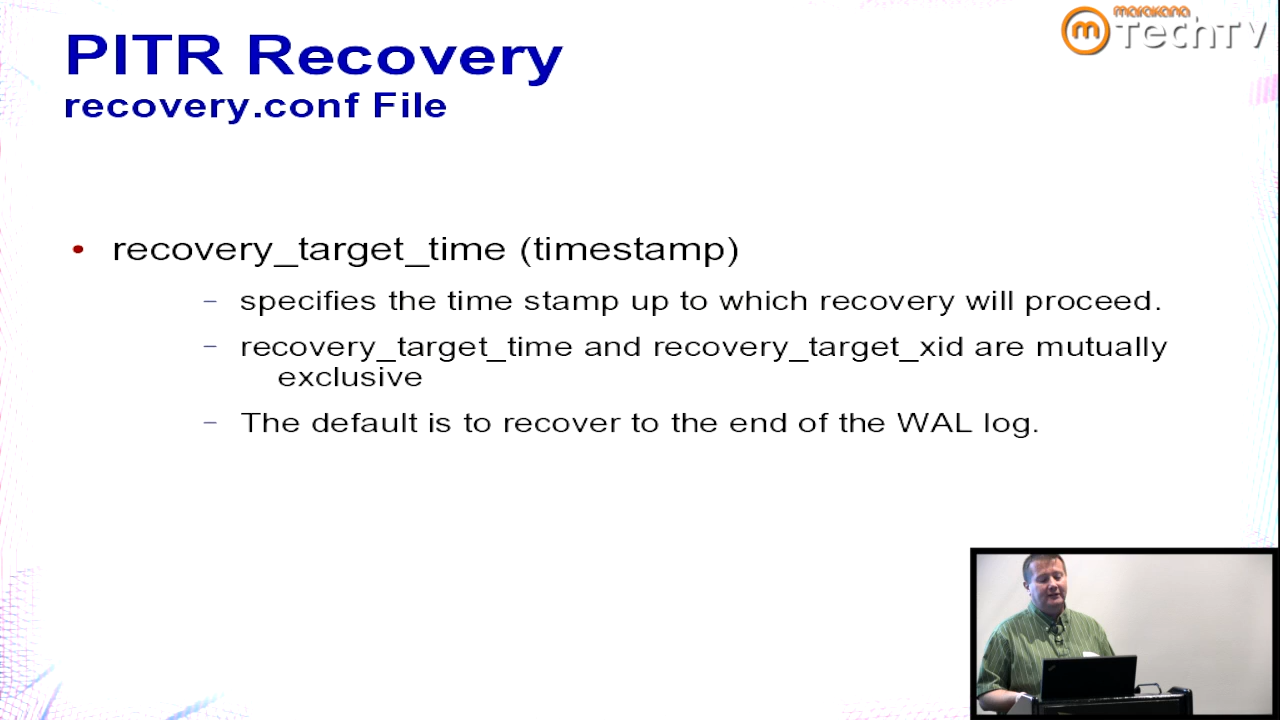 PITR Recovery
recovery.conf File
marakana
m TechTV
• recovery_target_time (timestamp)
– specifies the time stamp up to which recovery will proceed.
– recovery_target_time and recovery_target_xid are mutually
exclusive
– The default is to recover to the end of the WAL log.